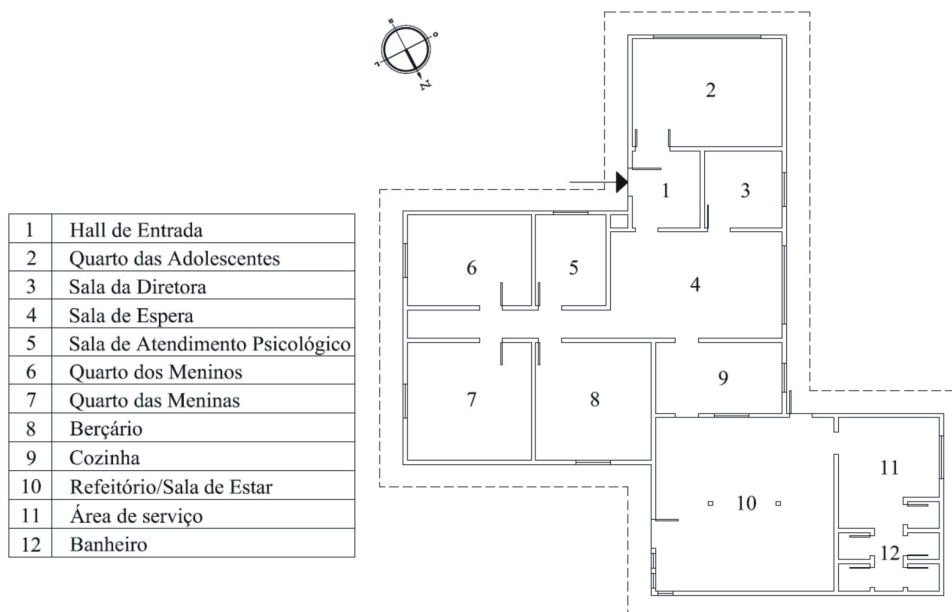 S
O
L
N
2
1
3
6
5
4
7
8
9
10
11
12
1 Hall de Entrada
2 Quarto das Adolescentes
3 Sala da Diretora
4 Sala de Espera
5 Sala de Atendimento Psicológico
6 Quarto dos Meninos
7 Quarto das Meninas
8 Berçário
9 Cozinha
10 Refeitório/Sala de Estar
11 Área de serviço
12 Banheiro